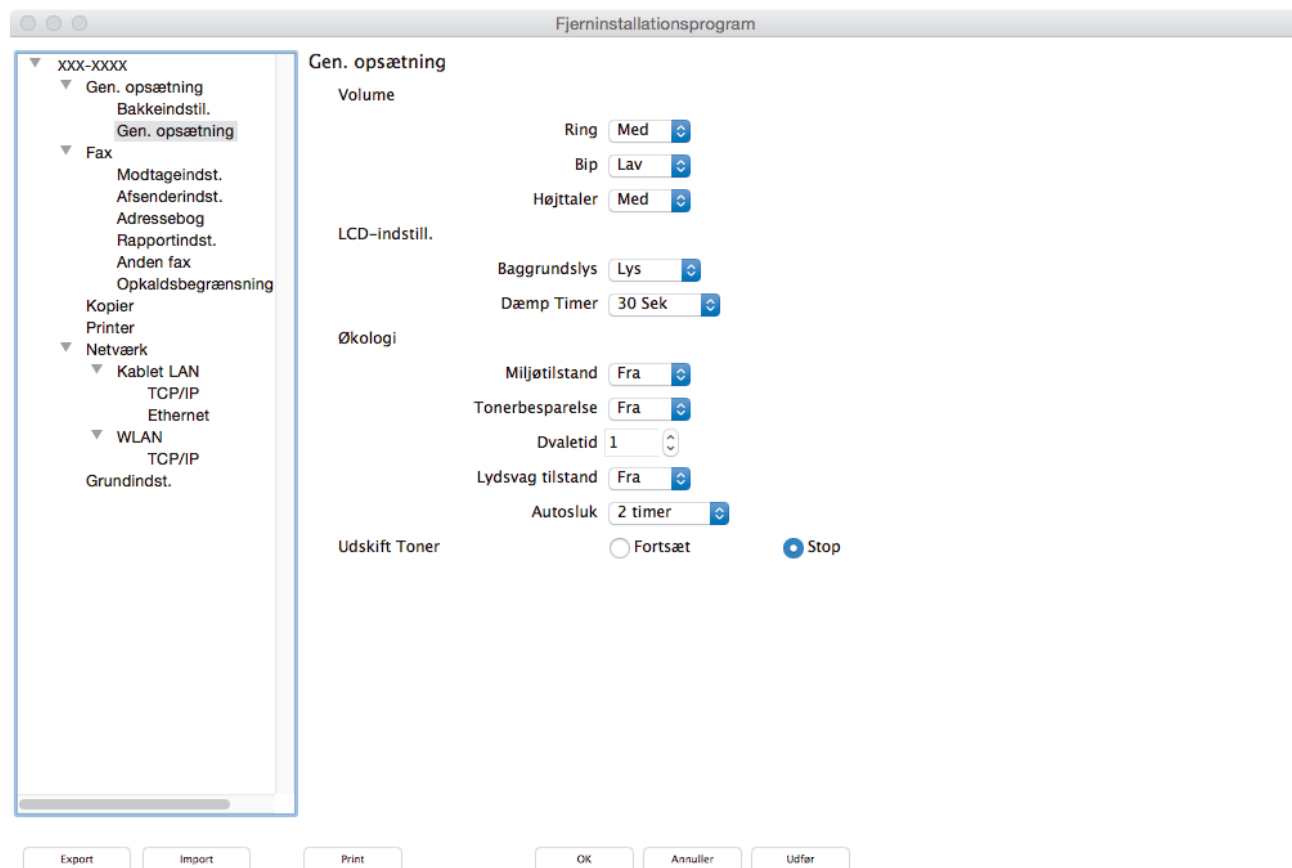 Fjerninstallationsprogram
XXX-XXXX
Gen. opsætning
Bakkeindstil.
Gen. opsætning
Fax
Modtageindst.
Afsenderindst.
Adressebog
Rapportindst.
Anden fax
Opkaldsbegrænsning
Kopier
Printer
Netværk
Kablet LAN
TCP/IP
Ethernet
WLAN
TCP/IP
Grundindst.
Gen. opsætning
Volume
Ring Med
Bip Lav
Højttaler Med
LCD-indstill.
Baggrundslys Lys
Dæmp Timer 30 Sek
Økologi
Miljøtilstand Fra
Tonerbesparelse Fra
Dvaletid 1
Lydsvag tilstand Fra
Autosluk 2 timer
Udskift Toner Fortsæt Stop
Export Import Print OK Annuller Udfør